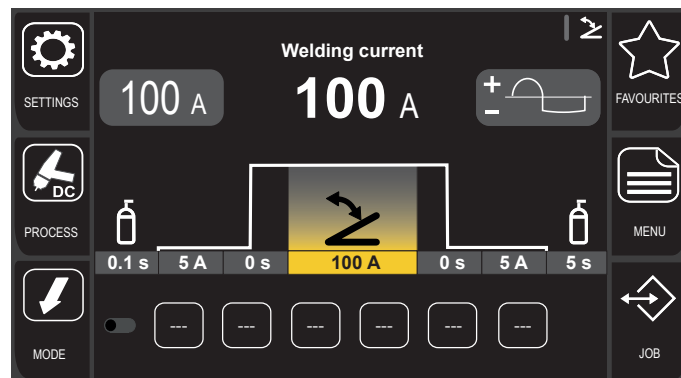 SETTINGS
Welding current
100 A
100 A
+
-
FAVOURITES
DC
PROCESS
MENU
0.1 s
5 A
0 s
100 A
0 s
5 A
5 s
MODE
---
---
---
---
---
---
JOB